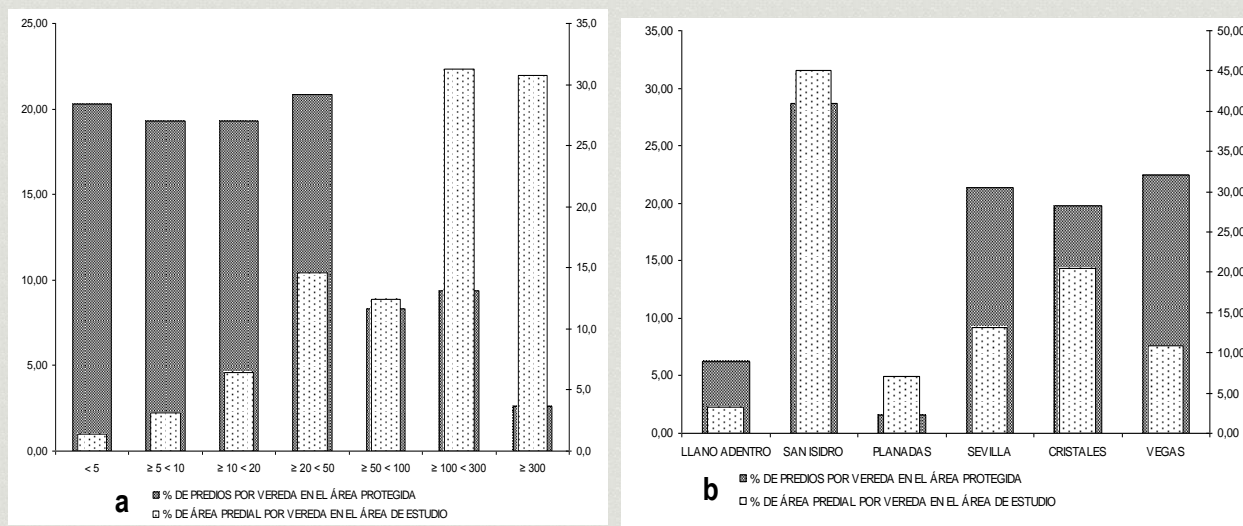 25,00
20,00
15,00
10,00
5,00
0,00
35,0
30,0
25,0
20,0
15,0
10,0
5,0
0,0
< 5
≥ 5 < 10
≥ 10 < 20
≥ 20 < 50
≥ 50 < 100
≥ 100 < 300
≥ 300
% DE PREDIOS POR VEREDA EN EL ÁREA PROTEGIDA
% DE ÁREA PREDIAL POR VEREDA EN EL ÁREA DE ESTUDIO
a
35,00
30,00
25,00
20,00
15,00
10,00
5,00
0,00
50,00
45,00
40,00
35,00
30,00
25,00
20,00
15,00
10,00
5,00
0,00
LLANO ADENTRO
SAN ISIDRO
PLANADAS
SEVILLA
CRISTALES
VEGAS
% DE PREDIOS POR VEREDA EN EL ÁREA PROTEGIDA
% DE ÁREA PREDIAL POR VEREDA EN EL ÁREA DE ESTUDIO
b